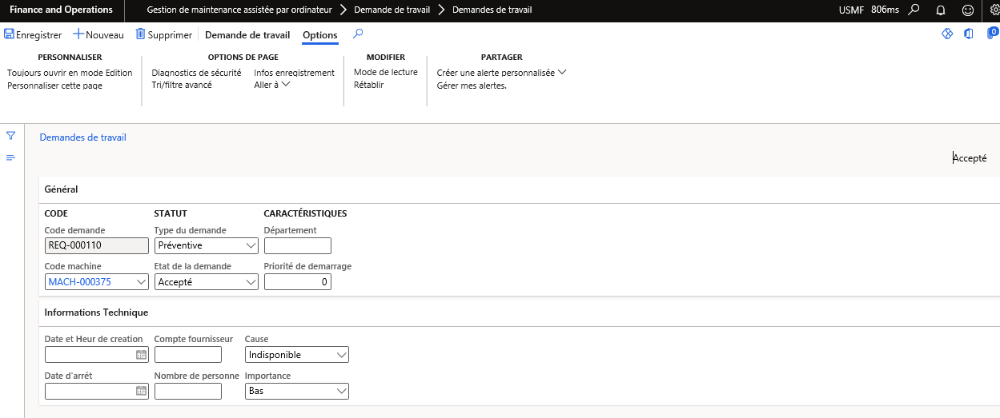 Finance and Operations Gestion de maintenance assistée par ordinateur Demande de travail Demandes de travail USMF 806ms
Enregistrer Nouveau Supprimer Demande de travail Options 0
PERSONNALISER OPTIONS DE PAGE MODIFIER PARTAGER
Toujours ouvrir en mode Edition Diagnostics de sécurité Infos enregistrement Mode de lecture Créer une alerte personnalisée
Personnaliser cette page Tri/filtre avancé Aller à Rétablir Gérer mes alertes.
Demandes de travail
Accepté
Général
CODE STATUT CARACTÉRISTIQUES
Code demande Type du demande Département
REQ-000110 Préventive
Code machine Etat de la demande Priorité de demarrage
MACH-000375 Accepté 0
Informations Technique
Date et Heur de creation Compte fournisseur Cause
Indisponible
Date d'arrét Nombre de personne Importance
Bas